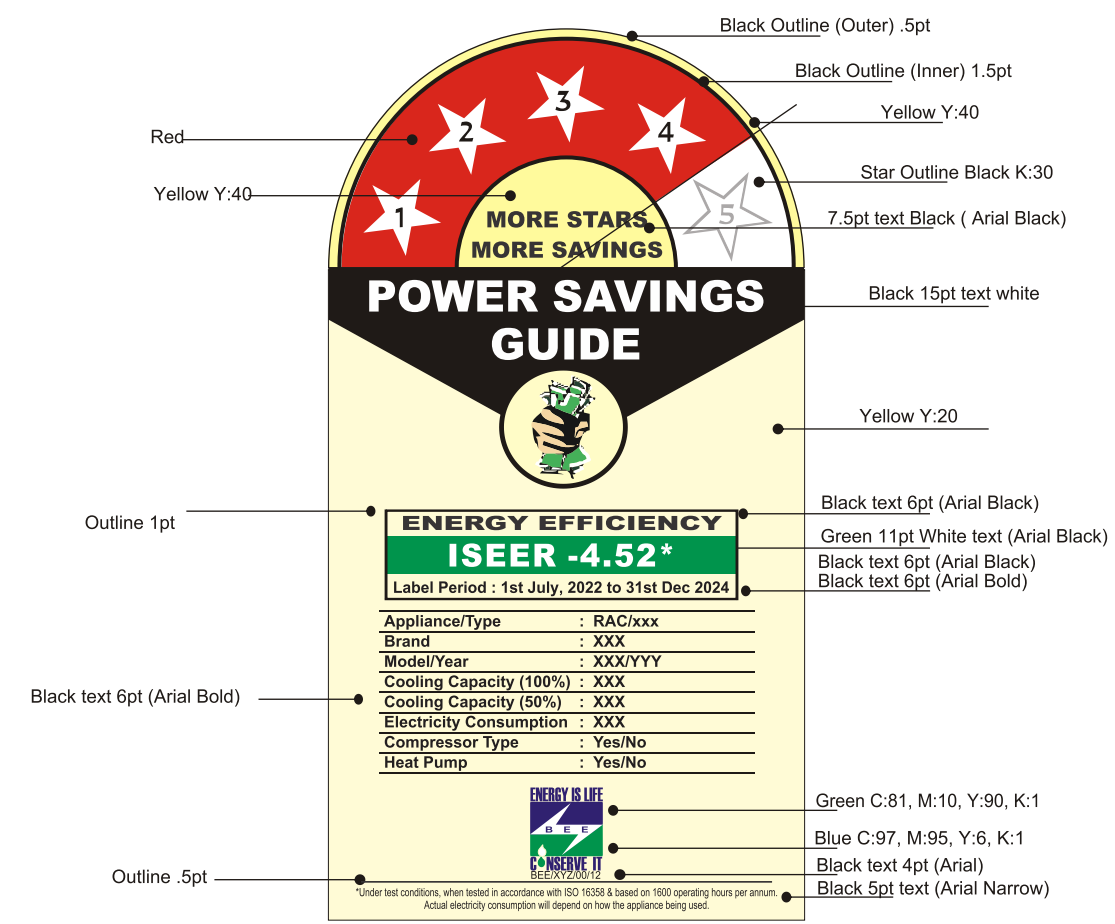 Black Outline (Outer) .5pt
Black Outline (Inner) 1.5pt
Yellow Y:40
Red
Yellow Y:40
Star Outline Black K:30
7.5pt text Black ( Arial Black)
1
2
3
4
5
MORE STARS
MORE SAVINGS
POWER SAVINGS
GUIDE
Black 15pt text white
Yellow Y:20
Outline 1pt
ENERGY EFFICIENCY
ISEER -4.52*
Label Period : 1st July, 2022 to 31st Dec 2024
Black text 6pt (Arial Black)
Green 11pt White text (Arial Black)
Black text 6pt (Arial Black)
Black text 6pt (Arial Bold)
Appliance/Type : RAC/xxx
Brand : XXX
Model/Year : XXX/YYY
Cooling Capacity (100%) : XXX
Cooling Capacity (50%) : XXX
Electricity Consumption : XXX
Compressor Type : Yes/No
Heat Pump : Yes/No
Black text 6pt (Arial Bold)
ENERGY IS LIFE
BEE
CONSERVE IT
BEE/XYZ/00/12
Green C:81, M:10, Y:90, K:1
Blue C:97, M:95, Y:6, K:1
Black text 4pt (Arial)
Black 5pt text (Arial Narrow)
Outline .5pt
*Under test conditions, when tested in accordance with ISO 16358 & based on 1600 operating hours per annum.
Actual electricity consumption will depend on how the appliance being used.